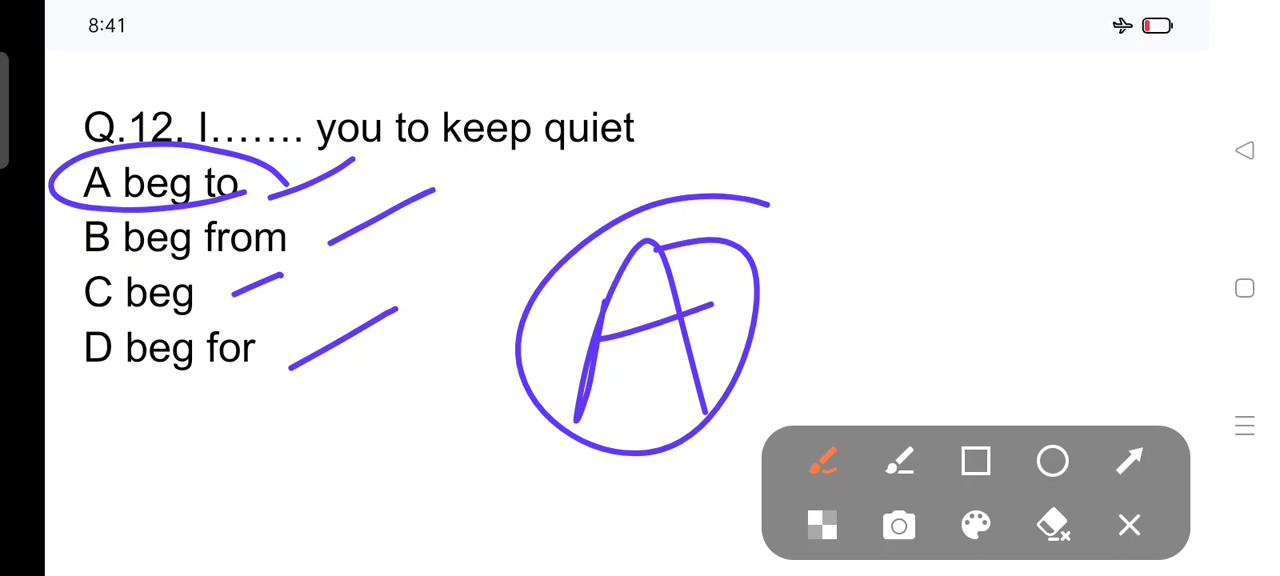 8:41
Q.12. I....... you to keep quiet
A beg to
B beg from
C beg
D beg for
A